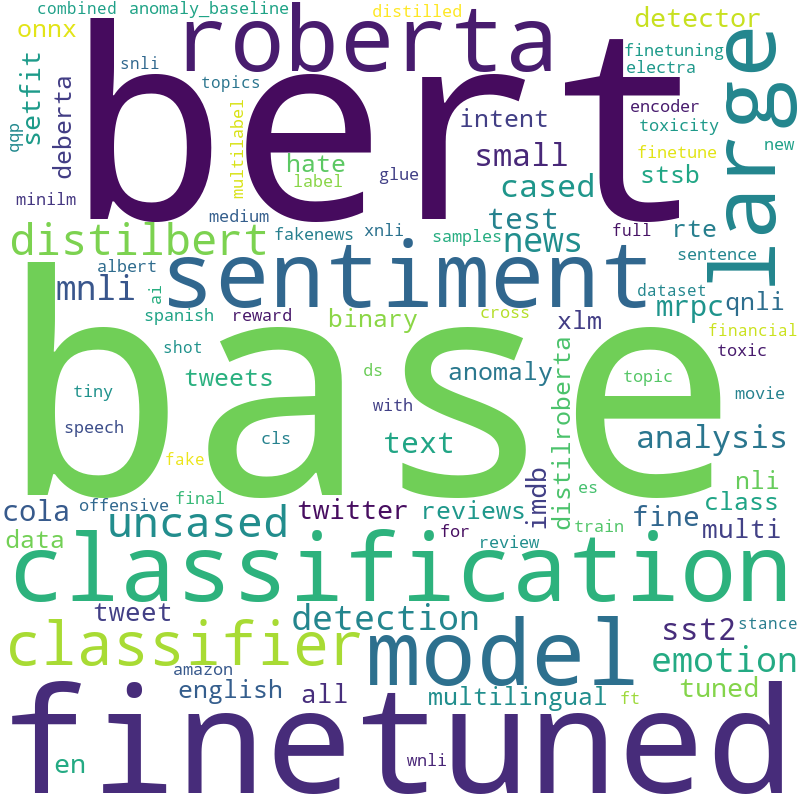 combined anomaly_baseline distilled detector
onnx roberta finetuning
bert large
snli electra
setfit topics
deberta multilabel intent encoder
qqp toxicity new
small finetune
hate
label glue cased stsb
minilm
medium test full rte
distilbert fakenews xnli samples news sentence
albert sentiment
mnli ai dataset
spanish reward binary cross xlm mrpc qnli
financial
shot toxic
base
tiny tweets ds anomaly distilroberta topic movie
speech with
cls text analysis
fake
imdb nli
cola offensive final es class
uncased twitter reviews fine multi
data for review train
classification
tweet detection sst2 stance
classifier model emotion
amazon
english all multilingual ft tuned
finetuned
en wnli